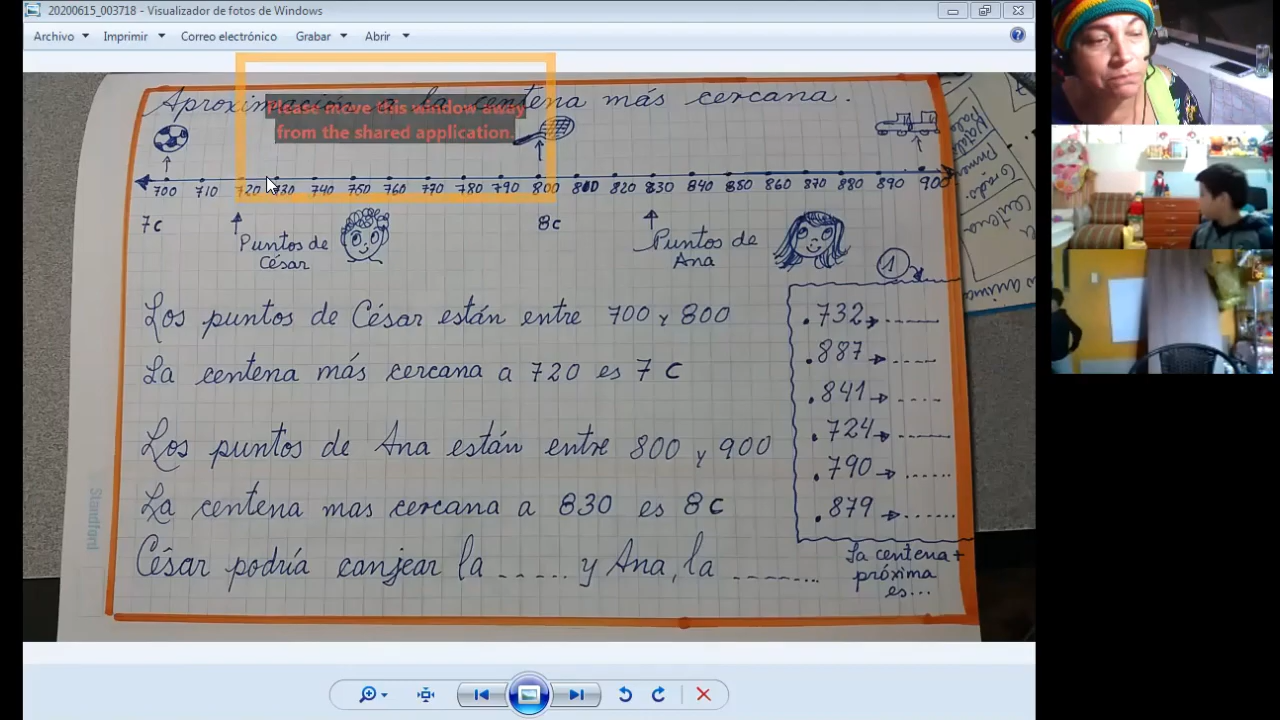 20200615_003718 - Visualizador de fotos de Windows
Archivo Imprimir Correo electrónico Grabar Abrir
Aproximación a la centena más cercana.
Please move this window away
from the shared application.
700 710 720 730 740 750 760 770 780 790 800 810 820 830 840 850 860 870 880 890 900
7c 8c
Puntos de
César
Puntos de
Ana
1
Los puntos de César están entre 700 y 800
La centena más cercana a 720 es 7 C
Los puntos de Ana están entre 800 y 900
La centena mas cercana a 830 es 8 C
César podría canjear la ..... y Ana, la .......
.732→ ......
.887→ .....
.841→ ....
.724→ ......
.790→ ......
.879→ ......
La centena +
próxima
es...
Standford
Primer
Grado.